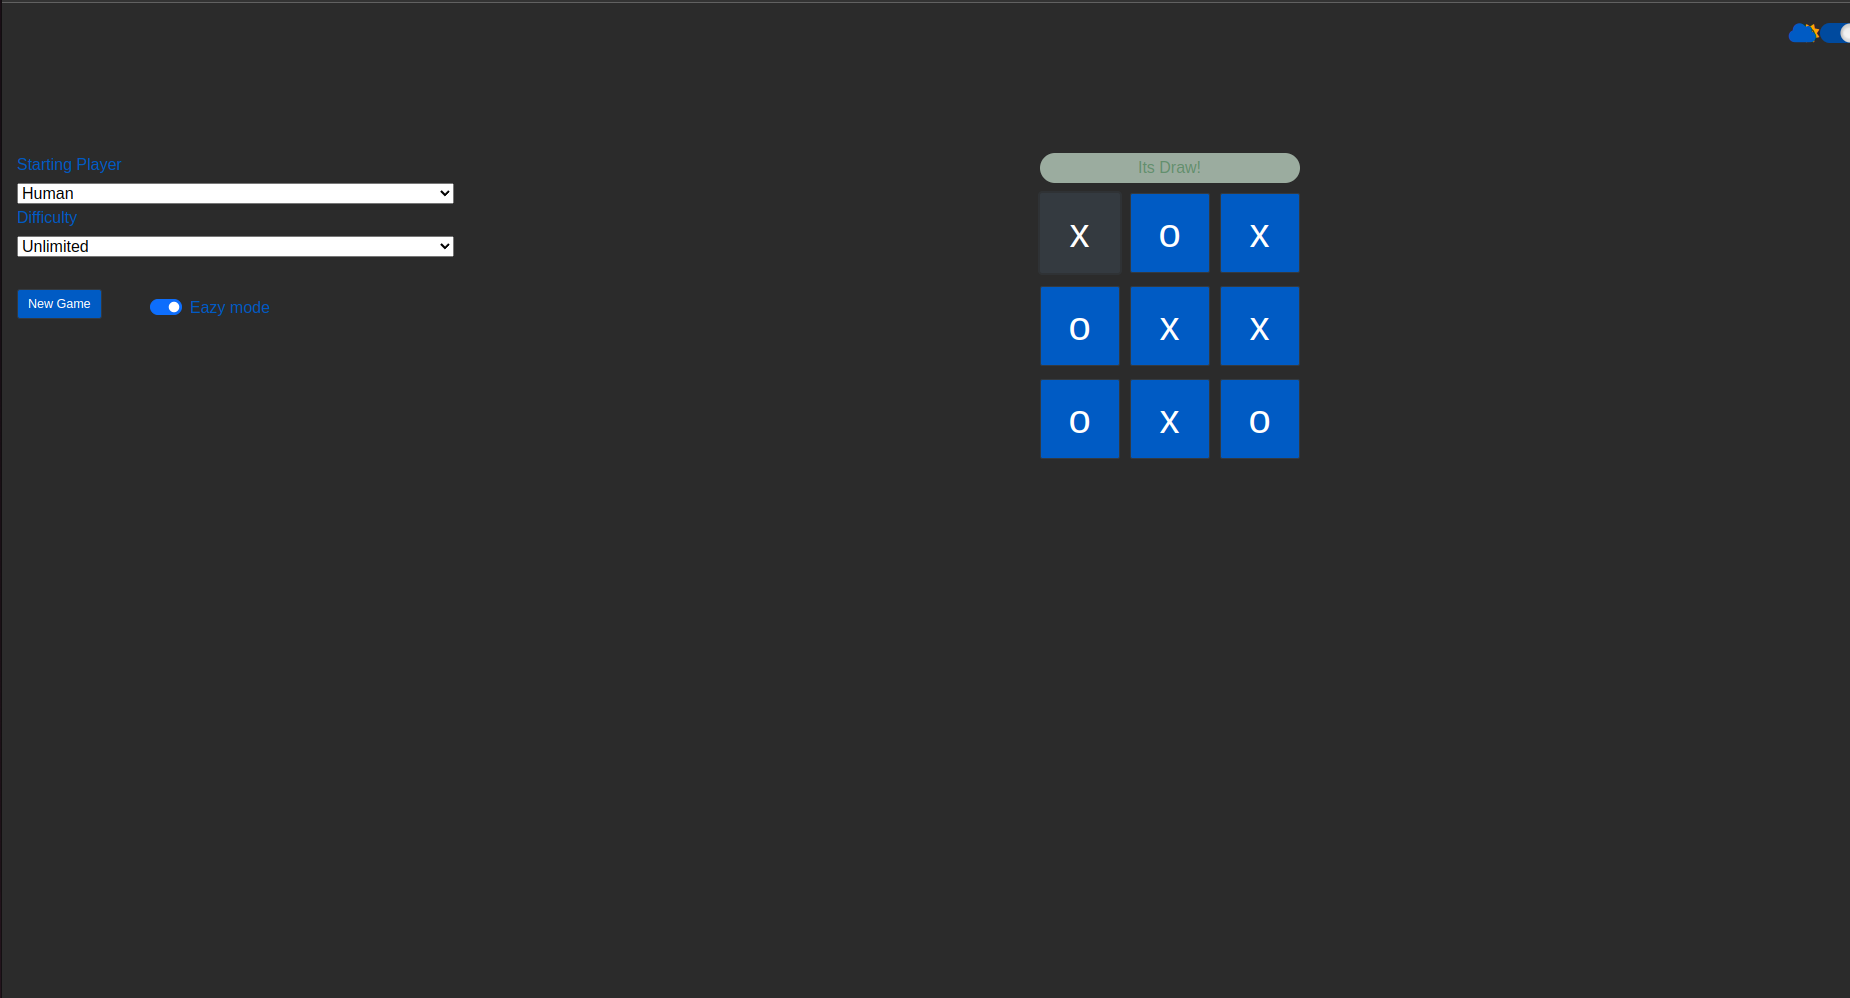 Starting Player
Human
Difficulty
Unlimited
New Game
Eazy mode
Its Draw!
x o x
o x x
o x o